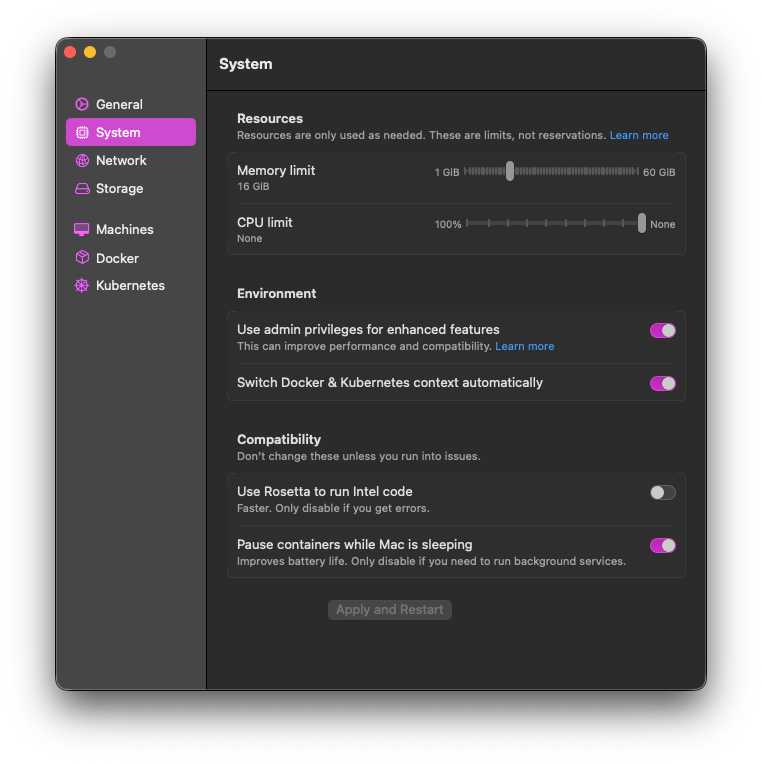 System
General
System
Network
Storage
Machines
Docker
Kubernetes
Resources
Resources are only used as needed. These are limits, not reservations. Learn more
Memory limit
16 GiB
1 GiB
60 GiB
CPU limit
None
100%
None
Environment
Use admin privileges for enhanced features
This can improve performance and compatibility. Learn more
Switch Docker & Kubernetes context automatically
Compatibility
Don’t change these unless you run into issues.
Use Rosetta to run Intel code
Faster. Only disable if you get errors.
Pause containers while Mac is sleeping
Improves battery life. Only disable if you need to run background services.
Apply and Restart